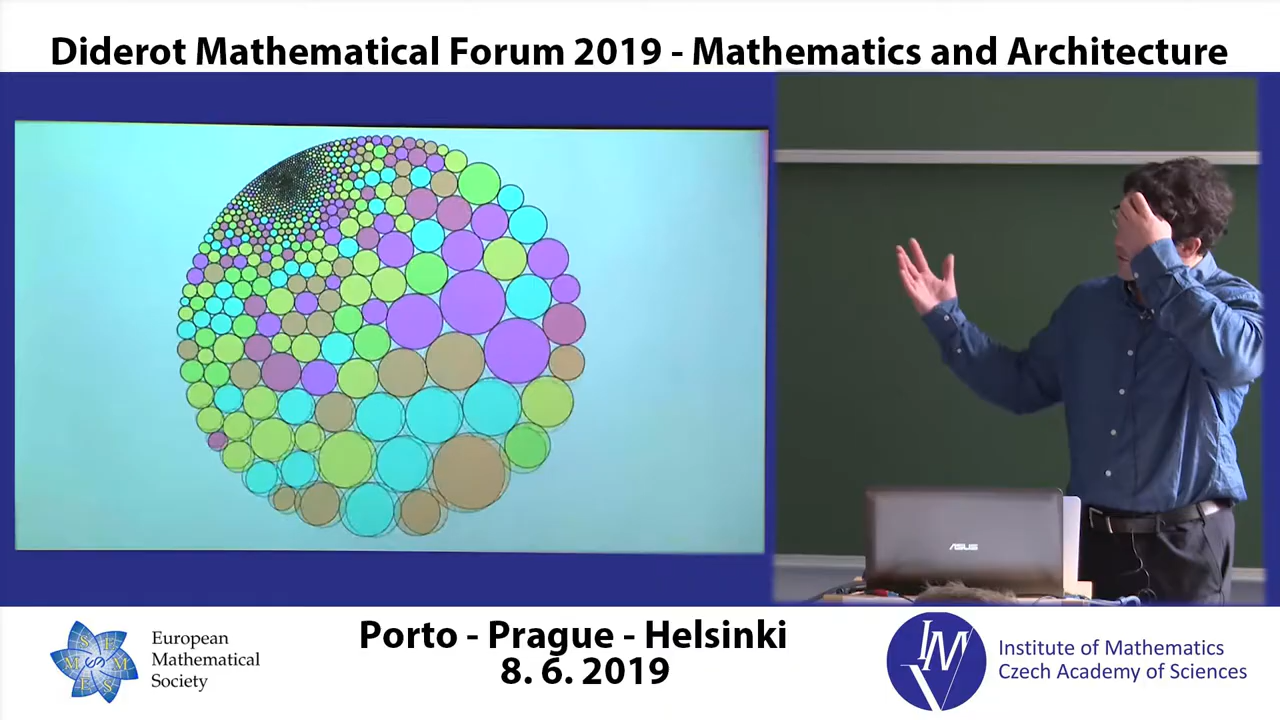 Diderot Mathematical Forum 2019 - Mathematics and Architecture
ASUS
European
Mathematical
Society
Porto - Prague - Helsinki
8. 6. 2019
IM
Institute of Mathematics
Czech Academy of Sciences